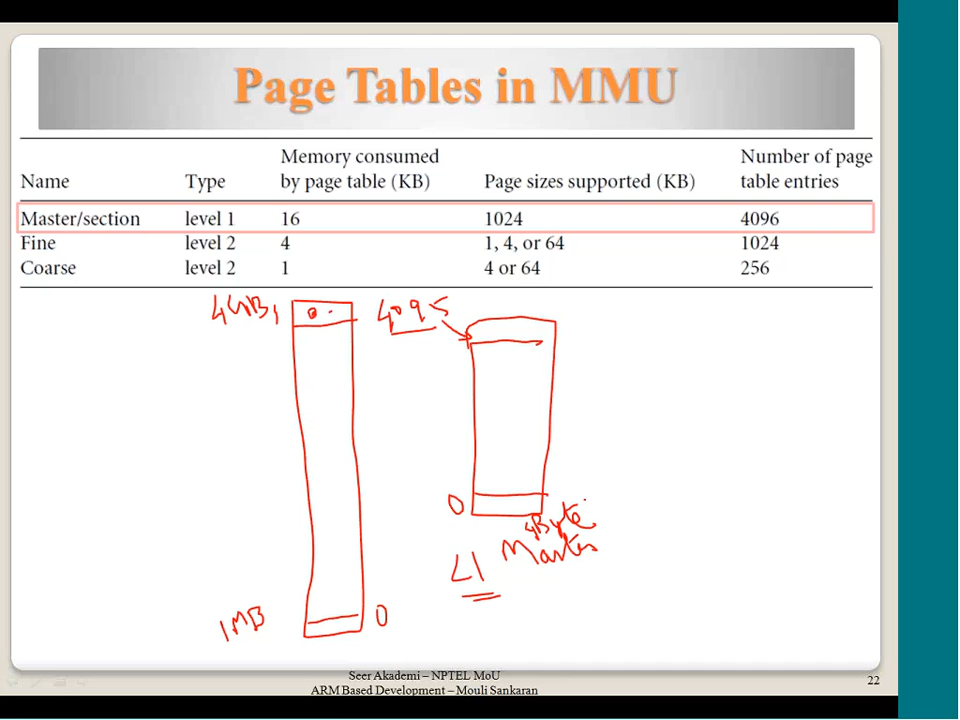 Page Tables in MMU
Memory consumed Number of page
Name Type by page table (KB) Page sizes supported (KB) table entries
Master/section level 1 16 1024 4096
Fine level 2 4 1, 4, or 64 1024
Coarse level 2 1 4 or 64 256
4GB, 4095
0
4Byte
L1 Master
1MB 0
Seer Akademi – NPTEL MoU
ARM Based Development – Mouli Sankaran 22